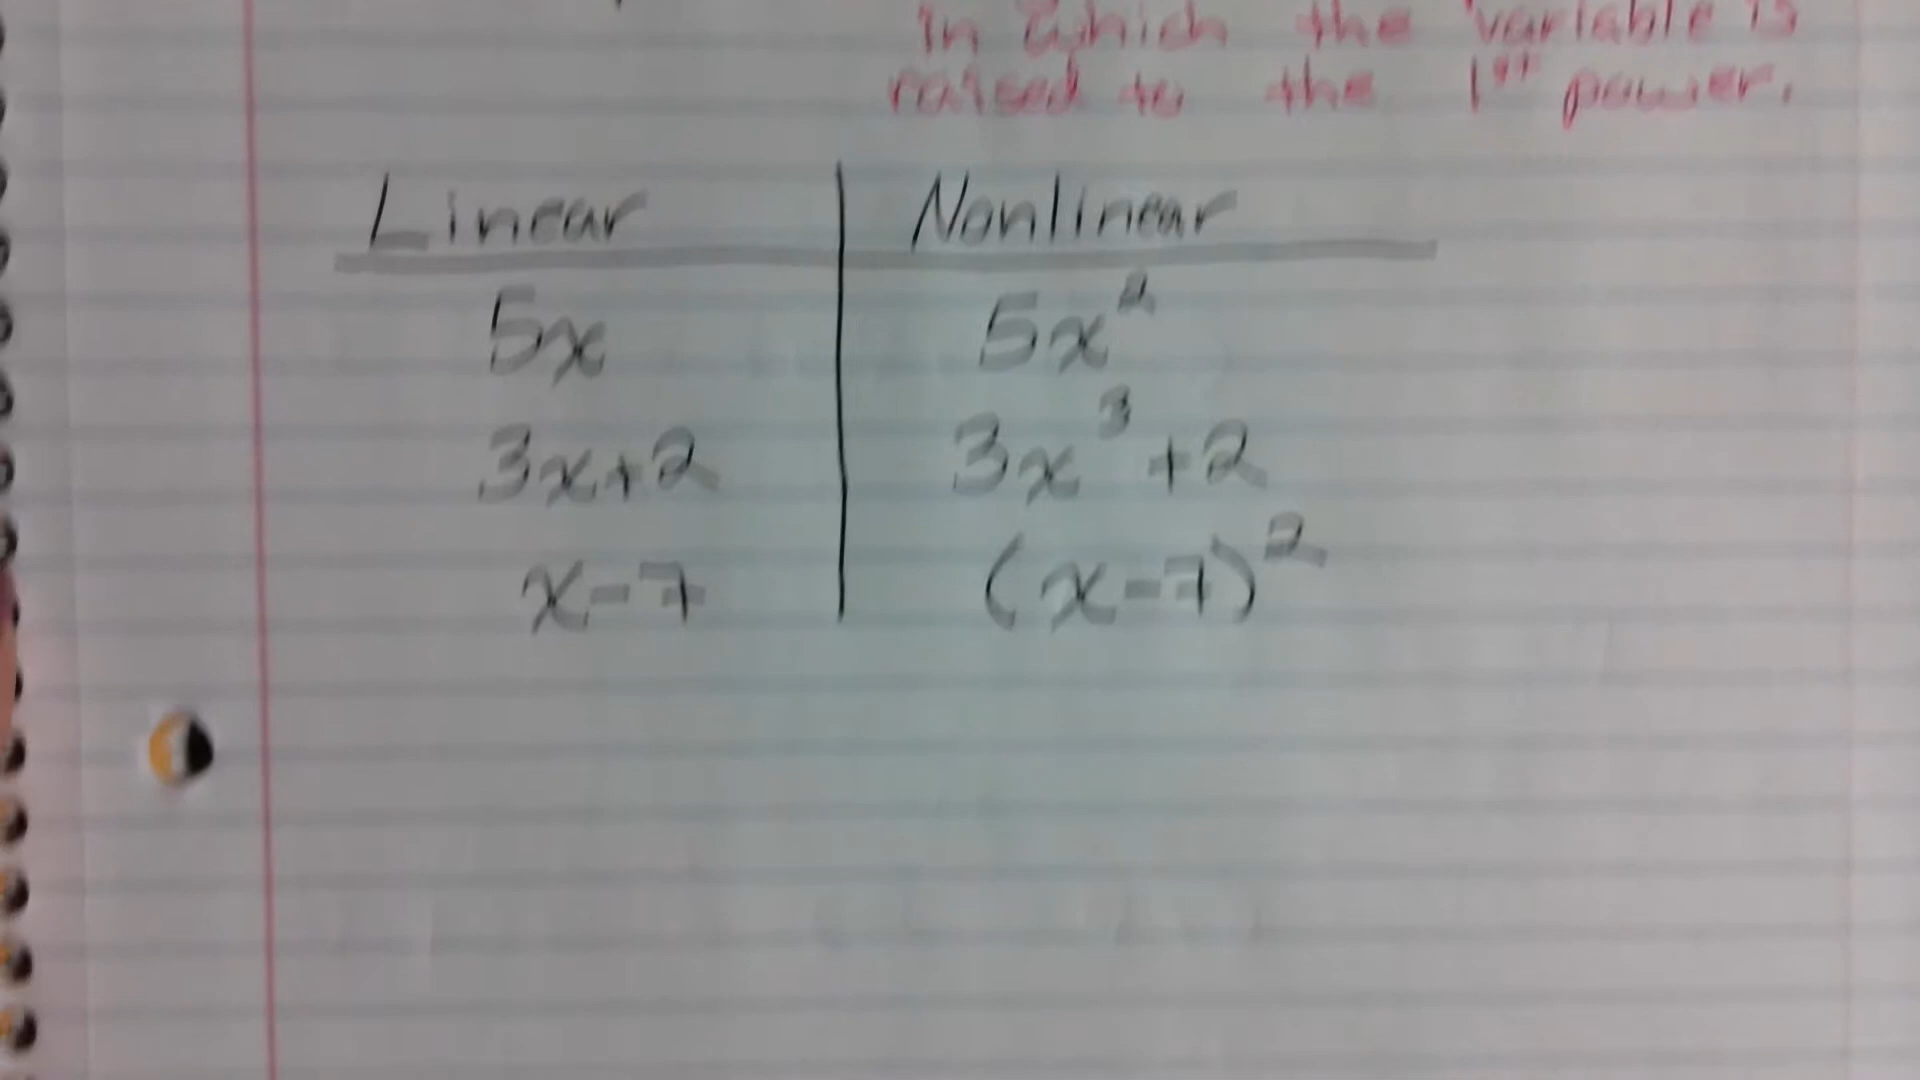 in which the variable is
raised to the 1st power.
Linear Nonlinear
5x 5x²
3x+2 3x³+2
x-7 (x-7)²